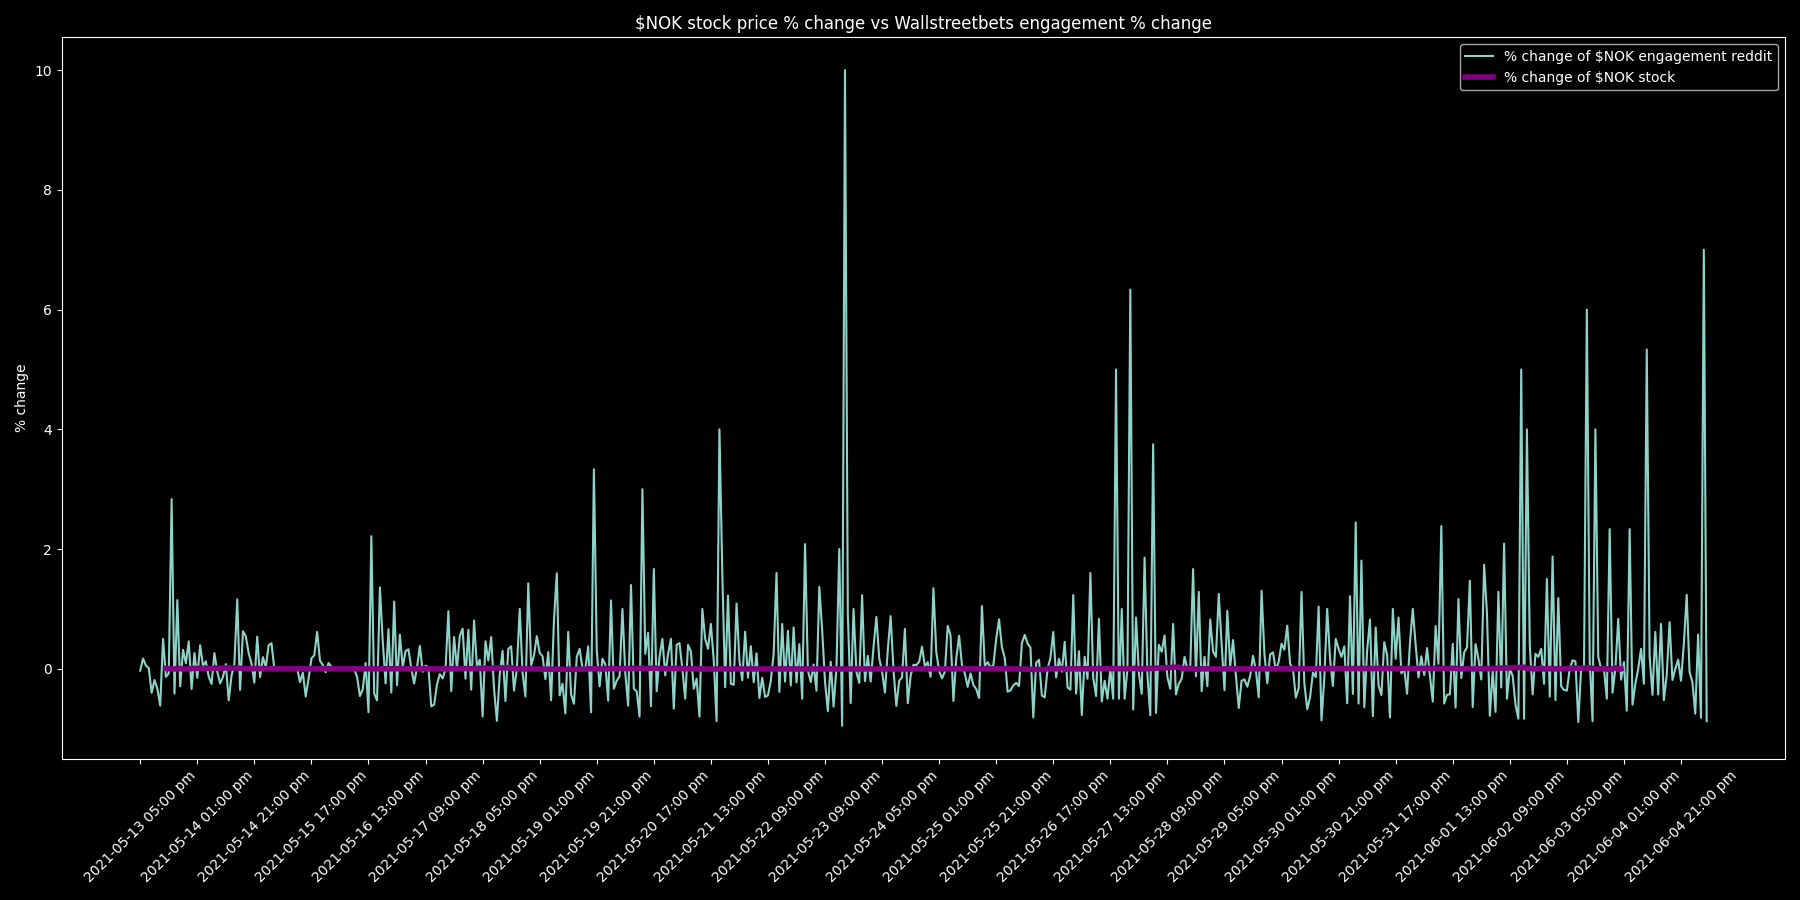 $NOK stock price % change vs Wallstreetbets engagement % change
% change of $NOK engagement reddit
% change of $NOK stock
% change
10
8
6
4
2
0
2021-05-13 05:00 pm
2021-05-14 01:00 pm
2021-05-14 21:00 pm
2021-05-15 17:00 pm
2021-05-16 13:00 pm
2021-05-17 09:00 pm
2021-05-18 05:00 pm
2021-05-19 01:00 pm
2021-05-19 21:00 pm
2021-05-20 17:00 pm
2021-05-21 13:00 pm
2021-05-22 09:00 pm
2021-05-23 09:00 pm
2021-05-24 05:00 pm
2021-05-25 01:00 pm
2021-05-25 21:00 pm
2021-05-26 17:00 pm
2021-05-27 13:00 pm
2021-05-28 09:00 pm
2021-05-29 05:00 pm
2021-05-30 01:00 pm
2021-05-30 21:00 pm
2021-05-31 17:00 pm
2021-06-01 13:00 pm
2021-06-02 09:00 pm
2021-06-03 05:00 pm
2021-06-04 01:00 pm
2021-06-04 21:00 pm